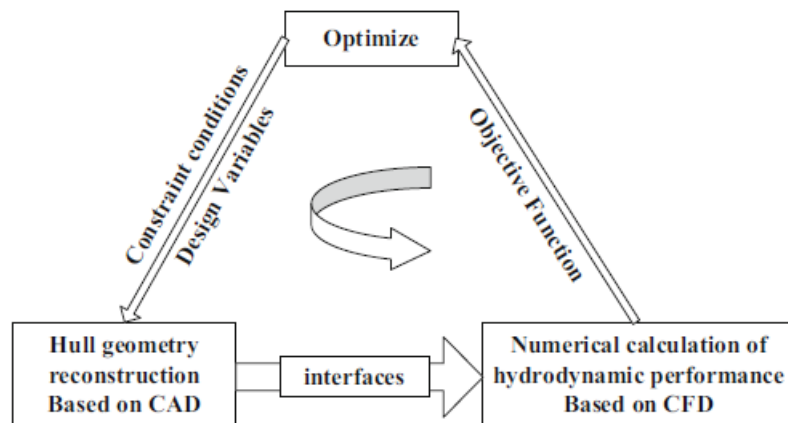 Optimize
Constraint conditions
Design Variables
Objective Function
Hull geometry
reconstruction
Based on CAD
interfaces
Numerical calculation of
hydrodynamic performance
Based on CFD